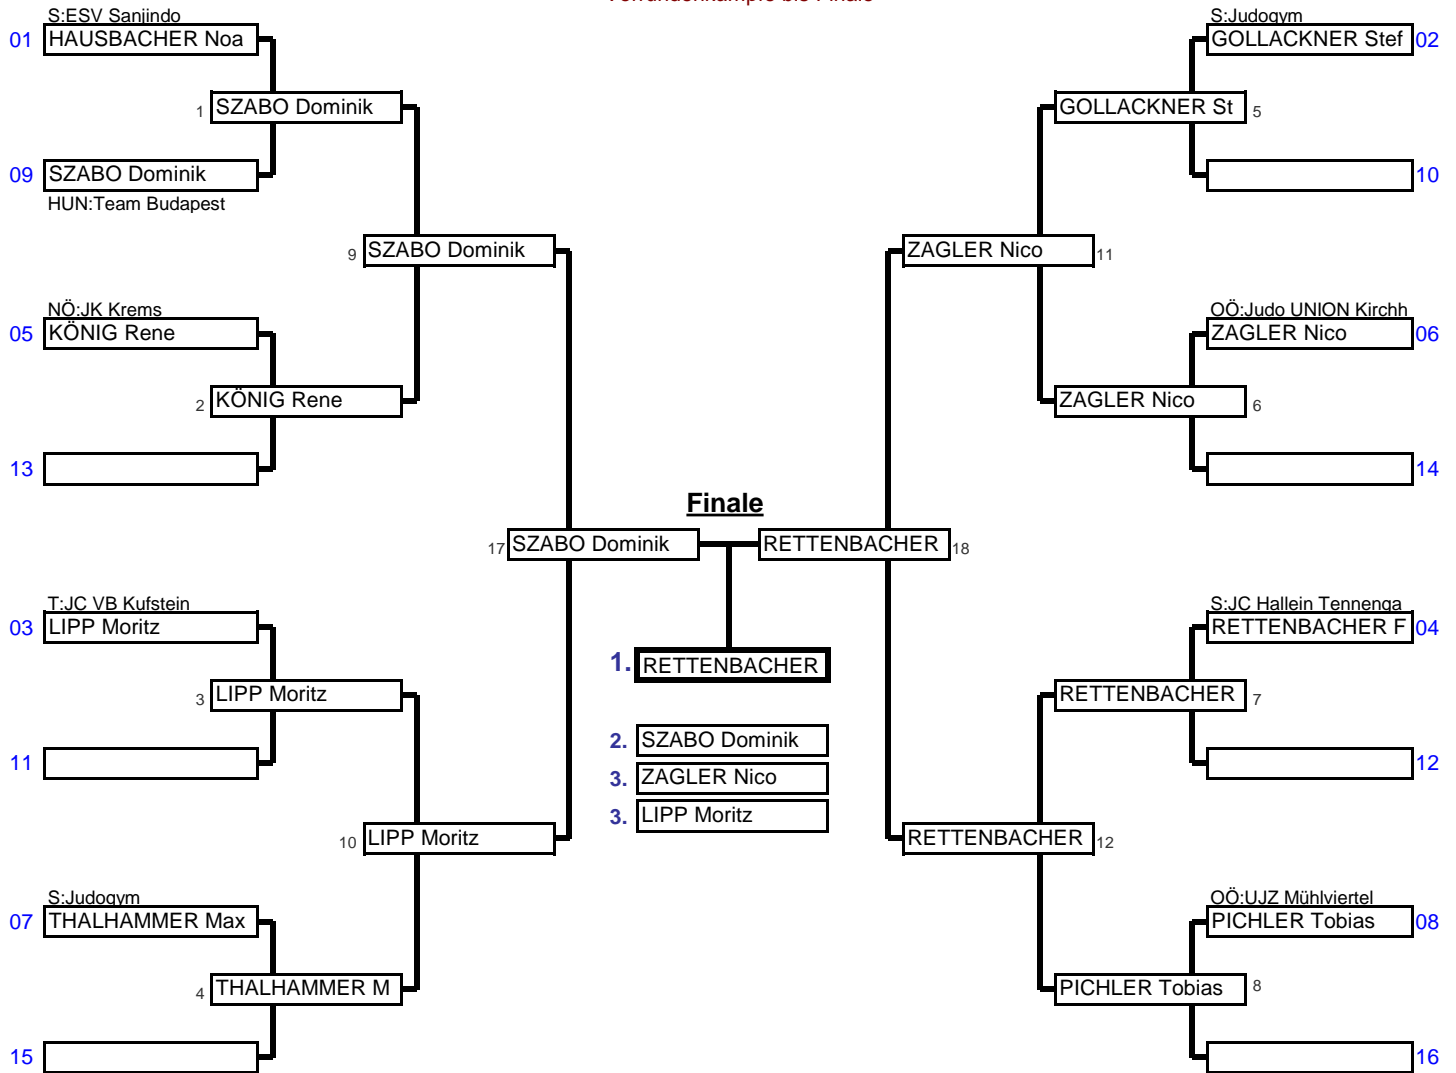 S:ESV Sanjindo
01 HAUSBACHER Noa
1 SZABO Dominik
09 SZABO Dominik
HUN:Team Budapest
9 SZABO Dominik
NÖ:JK Krems
05 KÖNIG Rene
2 KÖNIG Rene
13
17 SZABO Dominik
T:JC VB Kufstein
03 LIPP Moritz
3 LIPP Moritz
11
10 LIPP Moritz
S:Judogym
07 THALHAMMER Max
4 THALHAMMER M
15
Finale
1. RETTENBACHER
2. SZABO Dominik
3. ZAGLER Nico
3. LIPP Moritz
S:Judogym
GOLLACKNER Stef 02
GOLLACKNER St 5
10
ZAGLER Nico 11
OÖ:Judo UNION Kirchh
ZAGLER Nico 06
ZAGLER Nico 6
14
RETTENBACHER 18
S:JC Hallein Tennenga
RETTENBACHER F 04
RETTENBACHER 7
12
RETTENBACHER 12
OÖ:UJZ Mühlviertel
PICHLER Tobias 08
PICHLER Tobias 8
16